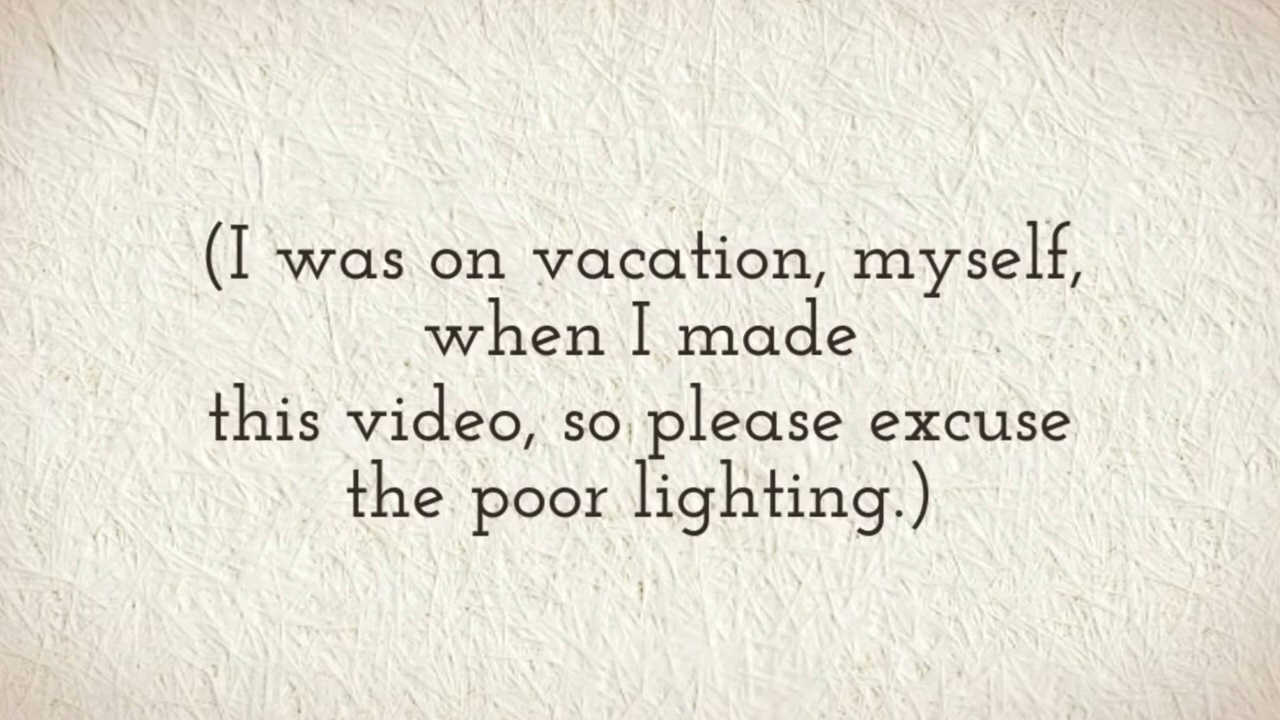 (I was on vacation, myself,
when I made
this video, so please excuse
the poor lighting.)